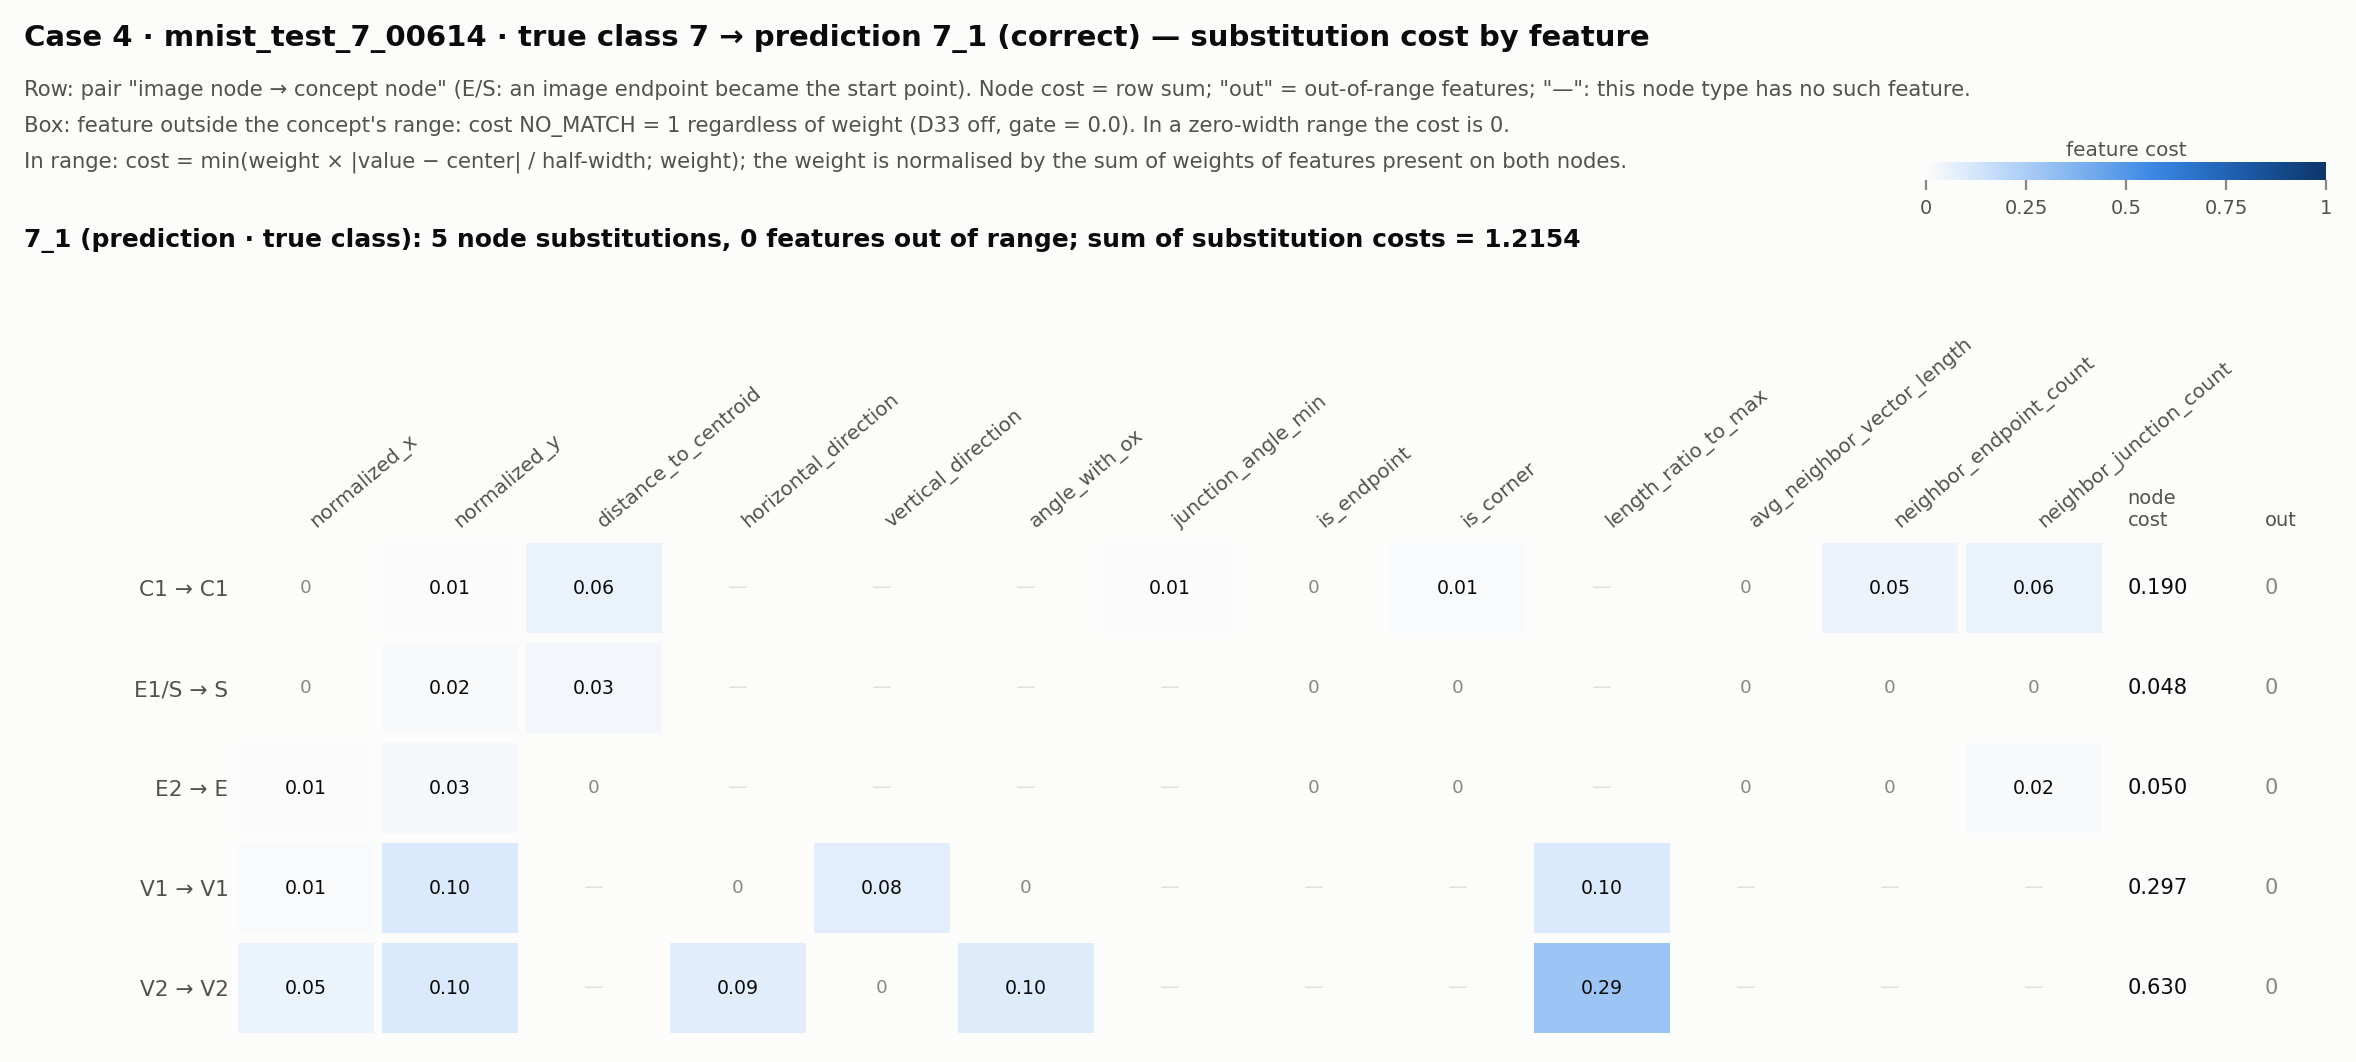 Case 4 · mnist_test_7_00614 · true class 7 → prediction 7_1 (correct) — substitution cost by feature
Row: pair "image node → concept node" (E/S: an image endpoint became the start point). Node cost = row sum; "out" = out-of-range features; "—": this node type has no such feature.
Box: feature outside the concept's range: cost NO_MATCH = 1 regardless of weight (D33 off, gate = 0.0). In a zero-width range the cost is 0.
In range: cost = min(weight × |value − center| / half-width; weight); the weight is normalised by the sum of weights of features present on both nodes.
feature cost
0 0.25 0.5 0.75 1
7_1 (prediction · true class): 5 node substitutions, 0 features out of range; sum of substitution costs = 1.2154
normalized_x
normalized_y
distance_to_centroid
horizontal_direction
vertical_direction
angle_with_ox
junction_angle_min
is_endpoint
is_corner
length_ratio_to_max
avg_neighbor_vector_length
neighbor_endpoint_count
neighbor_junction_count
node
cost
out
C1 → C1 0 0.01 0.06 — — — 0.01 0 0.01 — 0 0.05 0.06 0.190 0
E1/S → S 0 0.02 0.03 — — — — 0 0 — 0 0 0 0.048 0
E2 → E 0.01 0.03 0 — — — — 0 0 — 0 0 0.02 0.050 0
V1 → V1 0.01 0.10 — 0 0.08 0 — — — 0.10 — — — 0.297 0
V2 → V2 0.05 0.10 — 0.09 0 0.10 — — — 0.29 — — — 0.630 0